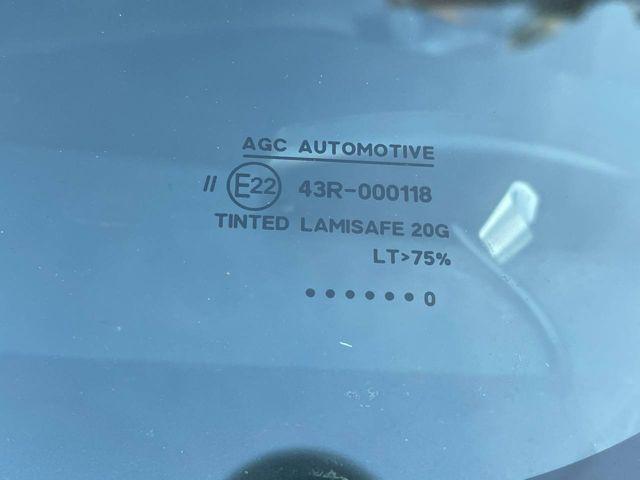 AGC AUTOMOTIVE
// E22 43R-000118
TINTED LAMISAFE 20G
LT>75%
••••••0